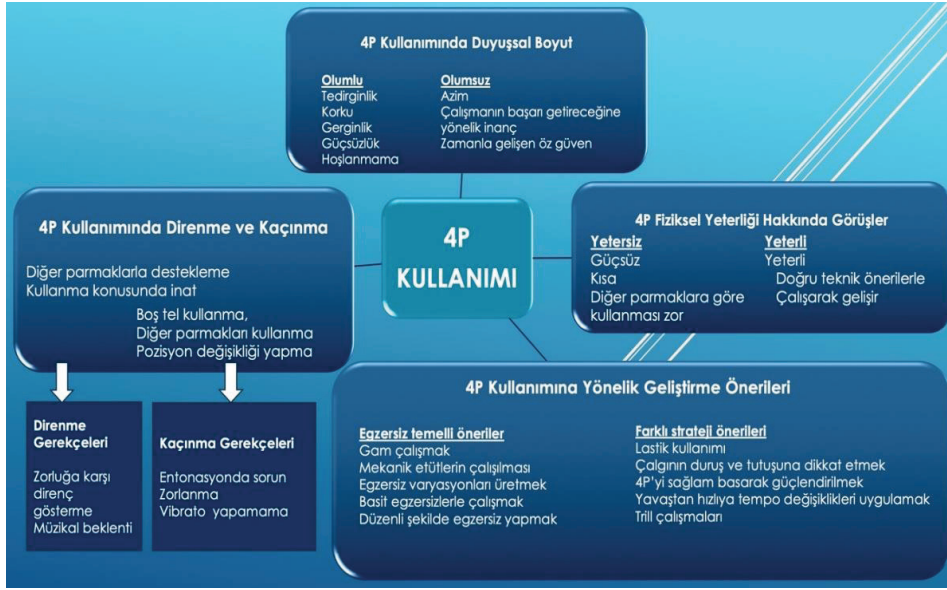 4P Kullanımında Duyuşsal Boyut
Olumlu
Tedirginlik
Korku
Gerginlik
Güçsüzlük
Hoşlanmama
Olumsuz
Azim
Çalışmanın başarı getireceğine
yönelik inanç
Zamanla gelişen öz güven
4P Kullanımında Direnme ve Kaçınma
Diğer parmaklarla destekleme
Kullanma konusunda inat
Boş tel kullanma,
Diğer parmakları kullanma
Pozisyon değişikliği yapma
4P
KULLANIMI
4P Fiziksel Yeterliği Hakkında Görüşler
Yetersiz
Güçsüz
Kısa
Diğer parmaklara göre
kullanması zor
Yeterli
Yeterli
Doğru teknik önerilerle
Çalışarak gelişir
Direnme
Gerekçeleri
Zorluğa karşı
direnç
gösterme
Müzikal beklenti
Kaçınma Gerekçeleri
Entonasyonda sorun
Zorlanma
Vibrato yapamama
4P Kullanımına Yönelik Geliştirme Önerileri
Egzersiz temelli öneriler
Gam çalışmak
Mekanik etütlerin çalışılması
Egzersiz varyasyonları üretmek
Basit egzersizlerle çalışmak
Düzenli şekilde egzersiz yapmak
Farklı strateji önerileri
Lastik kullanımı
Çalgının duruş ve tutuşuna dikkat etmek
4P'yi sağlam basarak güçlendirilmek
Yavaştan hızlıya tempo değişiklikleri uygulamak
Trill çalışmaları